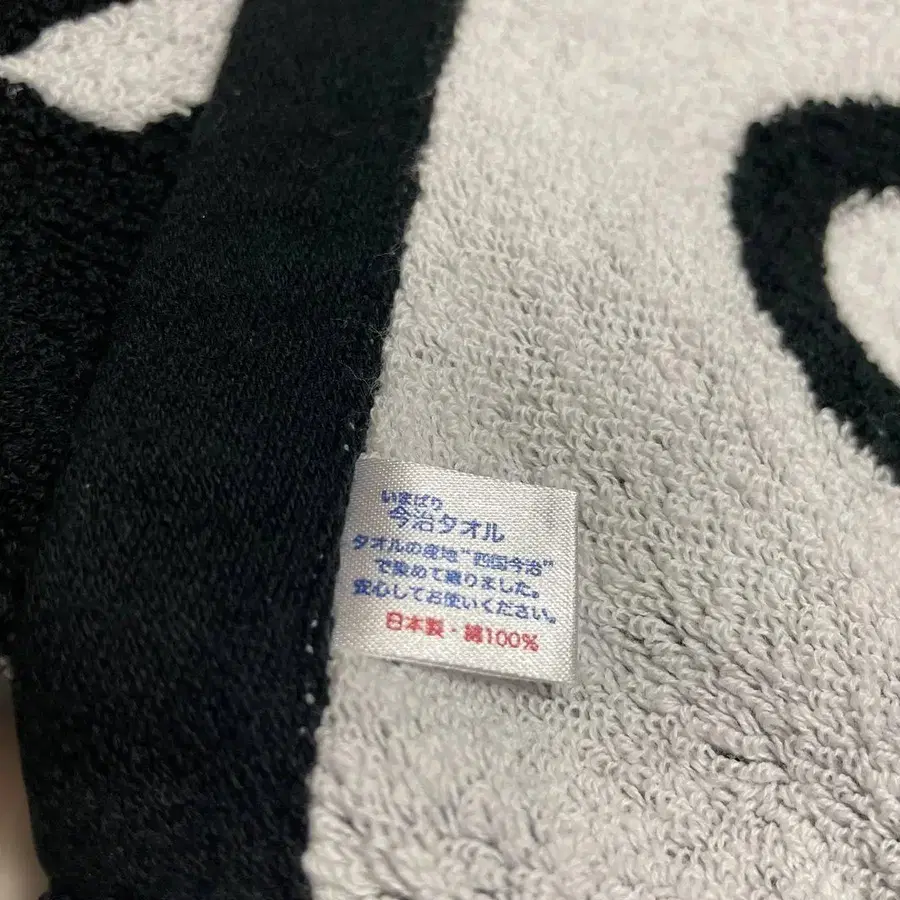 いまばり
今治タオル
タオルの産地"四国今治"
で染めて織りました。
安心してお使いください。
日本製・綿100%